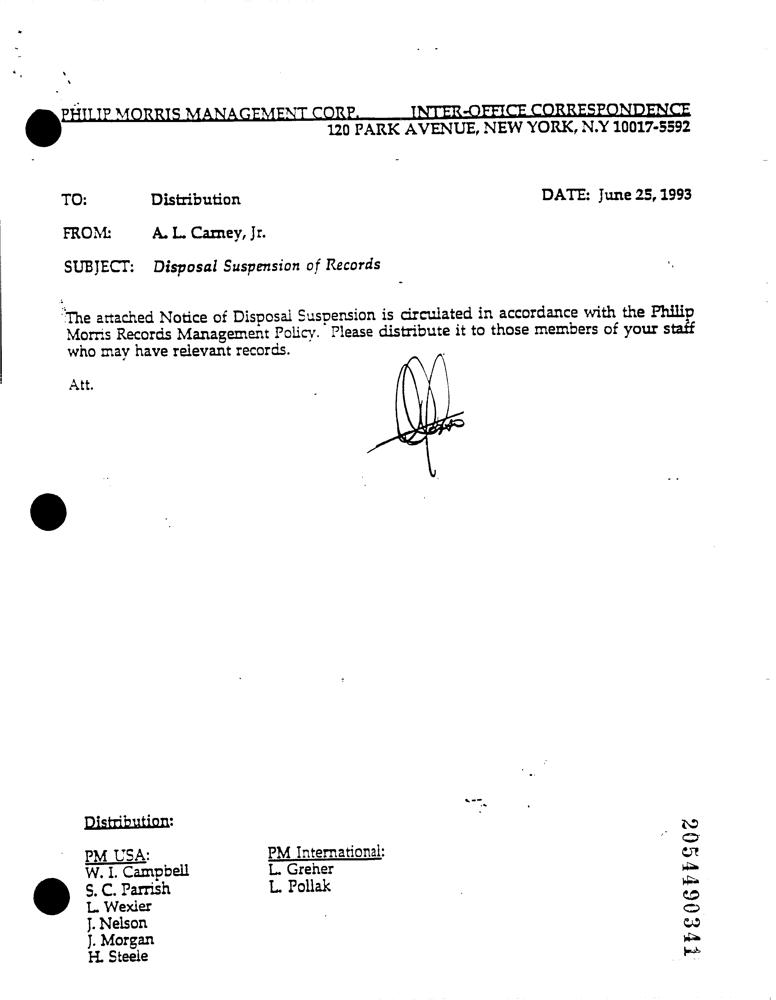 PHILIP MORRIS MANAGEMENT CORP. INTER-OFFICE CORRESPONDENCE
120 PARK AVENUE, NEW YORK, N.Y 10017-5592
TO: Distribution DATE: June 25, 1993
FROM: A. L. Carney, Jr.
SUBJECT: Disposal Suspension of Records
The attached Notice of Disposal Suspension is circulated in accordance with the Philip
Morris Records Management Policy. Please distribute it to those members of your staff
who may have relevant records.
Att.
Distribution:
PM USA: PM International:
W. I. Campbell L. Greher
S. C. Parrish L. Pollak
L. Wexler
J. Nelson
J. Morgan
H. Steele
2054490341